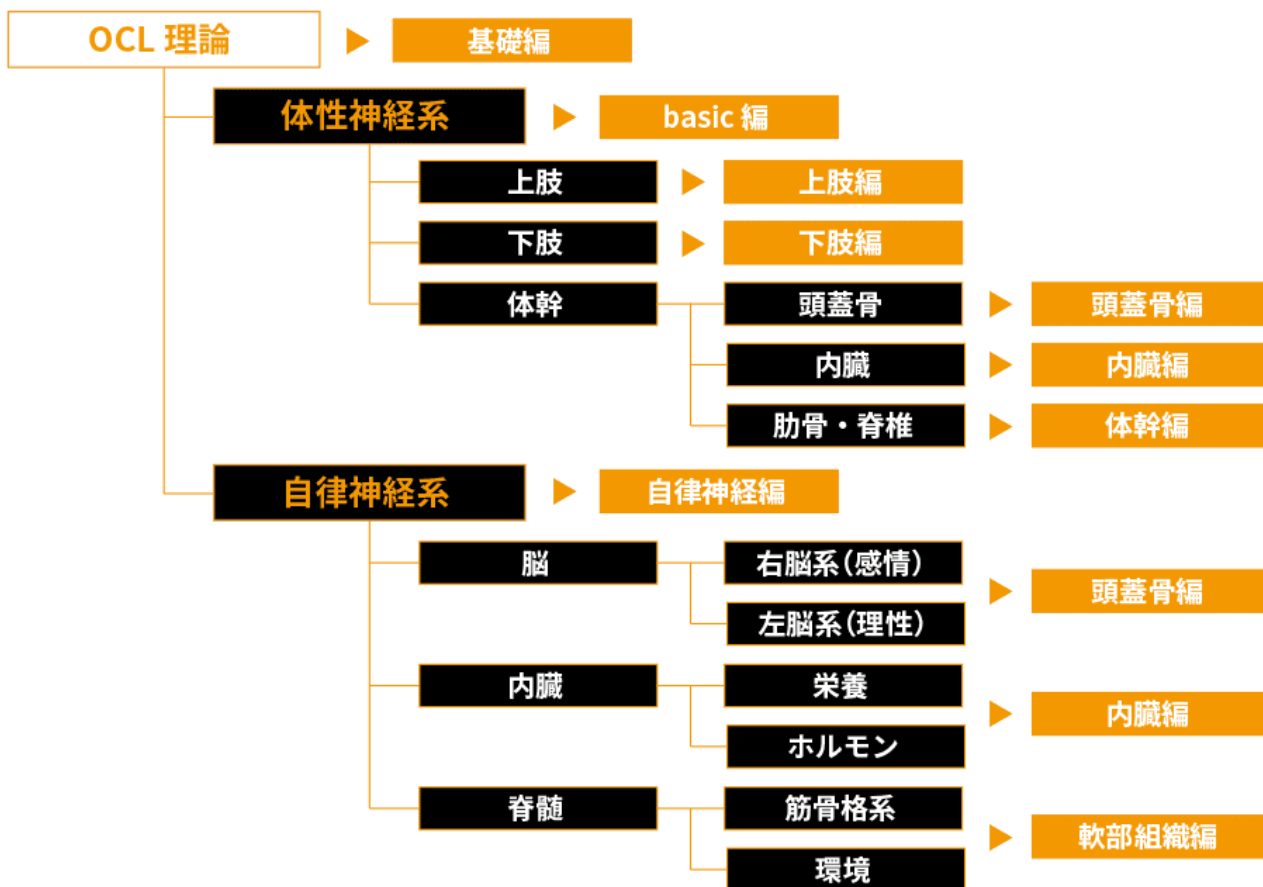 OCL 理論
基礎編
体性神経系
basic 編
上肢
上肢編
下肢
下肢編
体幹
頭蓋骨
頭蓋骨編
内臓
内臓編
肋骨・脊椎
体幹編
自律神経系
自律神経編
脳
右脳系(感情)
左脳系(理性)
頭蓋骨編
内臓
栄養
ホルモン
内臓編
脊髄
筋骨格系
環境
軟部組織編